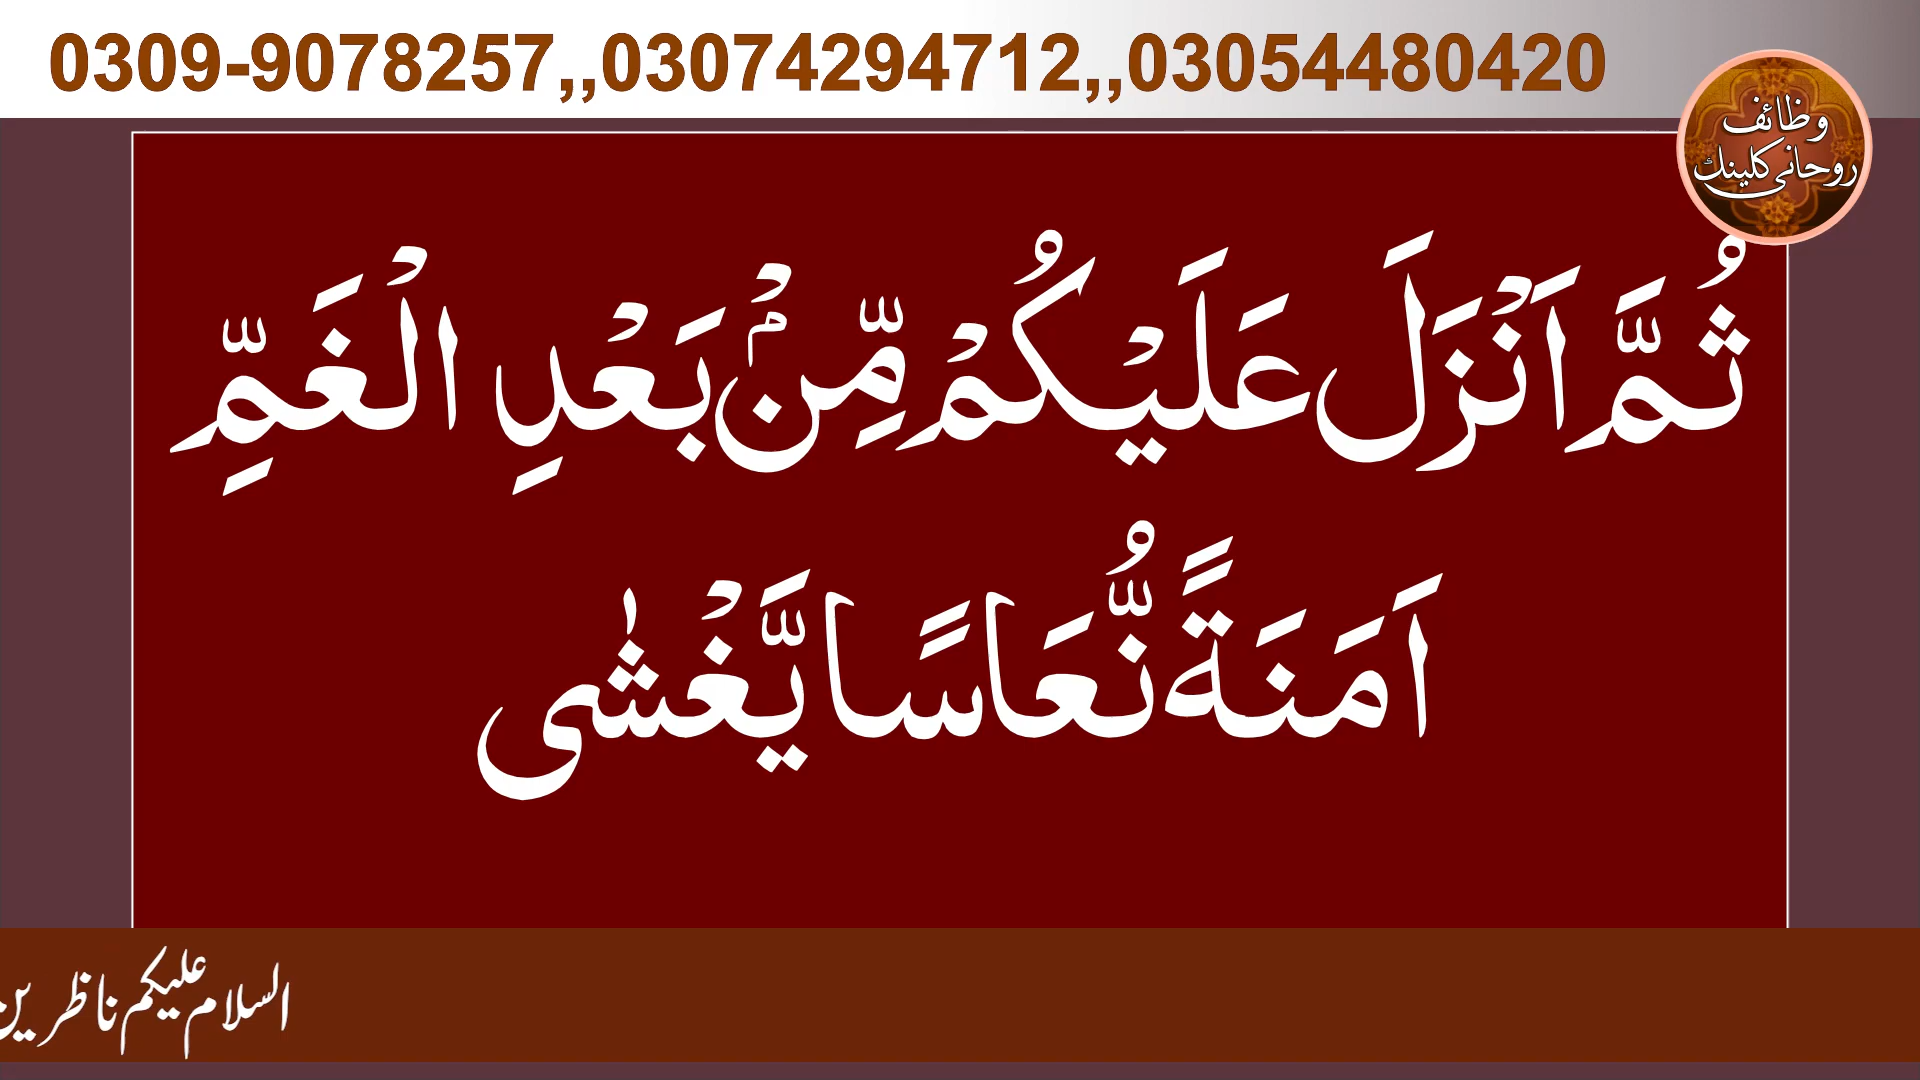 0309-9078257,,03074294712,,03054480420
وظائف
روحانی کلینک
ثُمَّ اَنْزَلَ عَلَیْكُمْ مِّنْۢ بَعْدِ الْغَمِّ
اَمَنَةً نُّعَاسًا یَّغْشٰى
السلام علیکم ناظرین